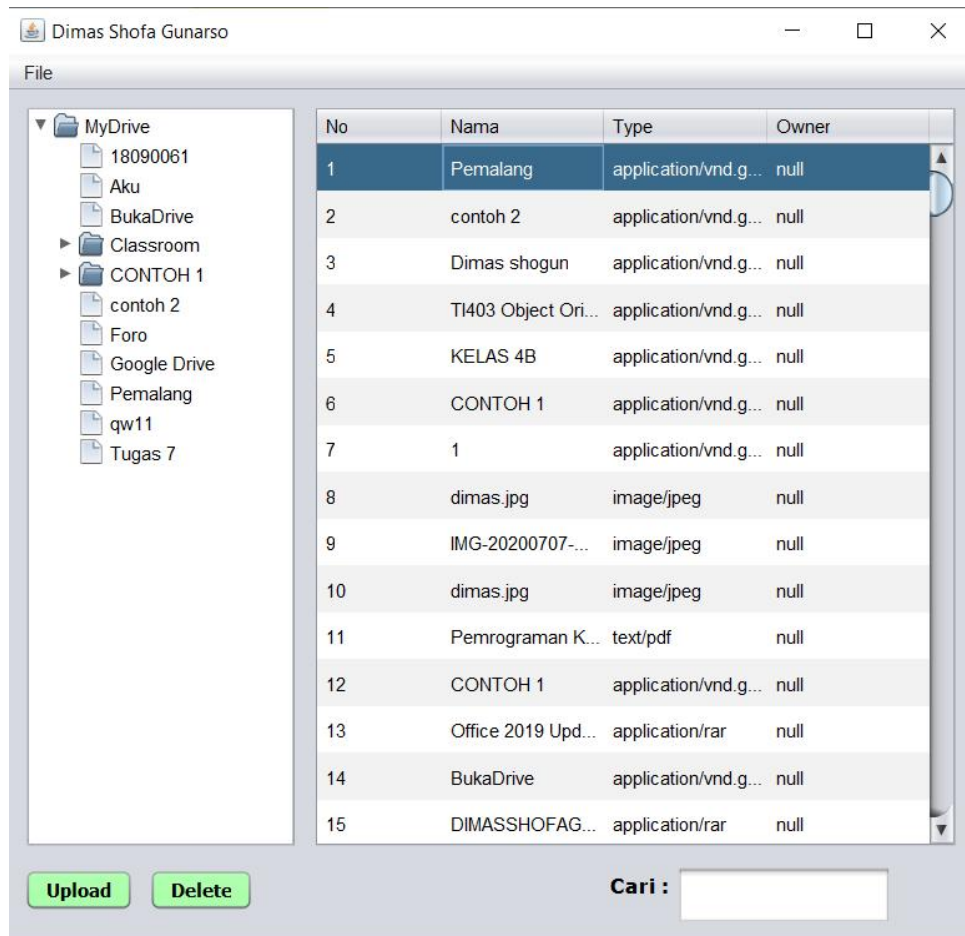 Dimas Shofa Gunarso
File
MyDrive
18090061
Aku
BukaDrive
Classroom
CONTOH 1
contoh 2
Foro
Google Drive
Pemalang
qw11
Tugas 7
No Nama Type Owner
1 Pemalang application/vnd.g... null
2 contoh 2 application/vnd.g... null
3 Dimas shogun application/vnd.g... null
4 TI403 Object Ori... application/vnd.g... null
5 KELAS 4B application/vnd.g... null
6 CONTOH 1 application/vnd.g... null
7 1 application/vnd.g... null
8 dimas.jpg image/jpeg null
9 IMG-20200707-... image/jpeg null
10 dimas.jpg image/jpeg null
11 Pemrograman K... text/pdf null
12 CONTOH 1 application/vnd.g... null
13 Office 2019 Upd... application/rar null
14 BukaDrive application/vnd.g... null
15 DIMASSHOFAG... application/rar null
Upload Delete Cari :